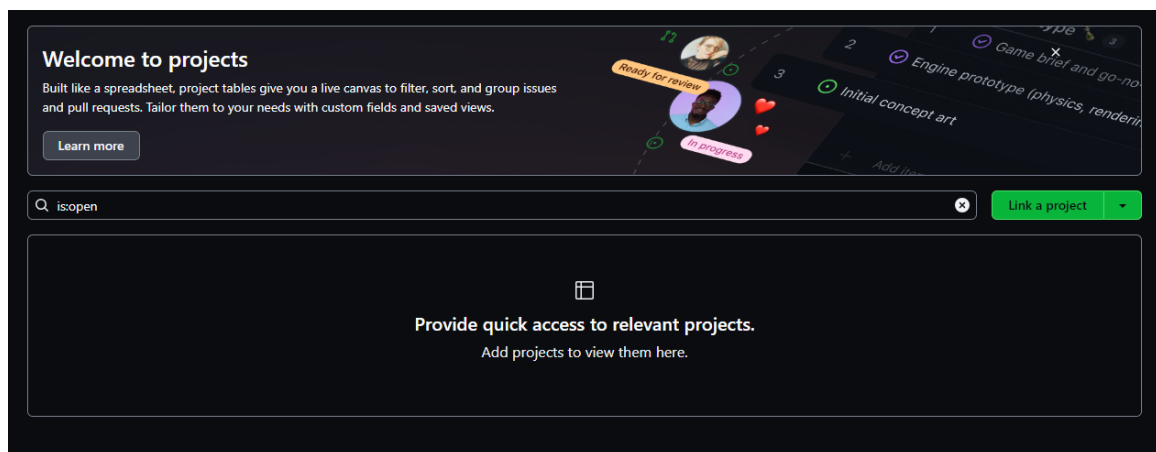 Welcome to projects
Built like a spreadsheet, project tables give you a live canvas to filter, sort, and group issues
and pull requests. Tailor them to your needs with custom fields and saved views.
Learn more
Ready for review
In progress
3
Initial concept art
2
Engine prototype (physics, renderin
Game brief and go-no-
3
+ Add
is:open
Link a project
Provide quick access to relevant projects.
Add projects to view them here.